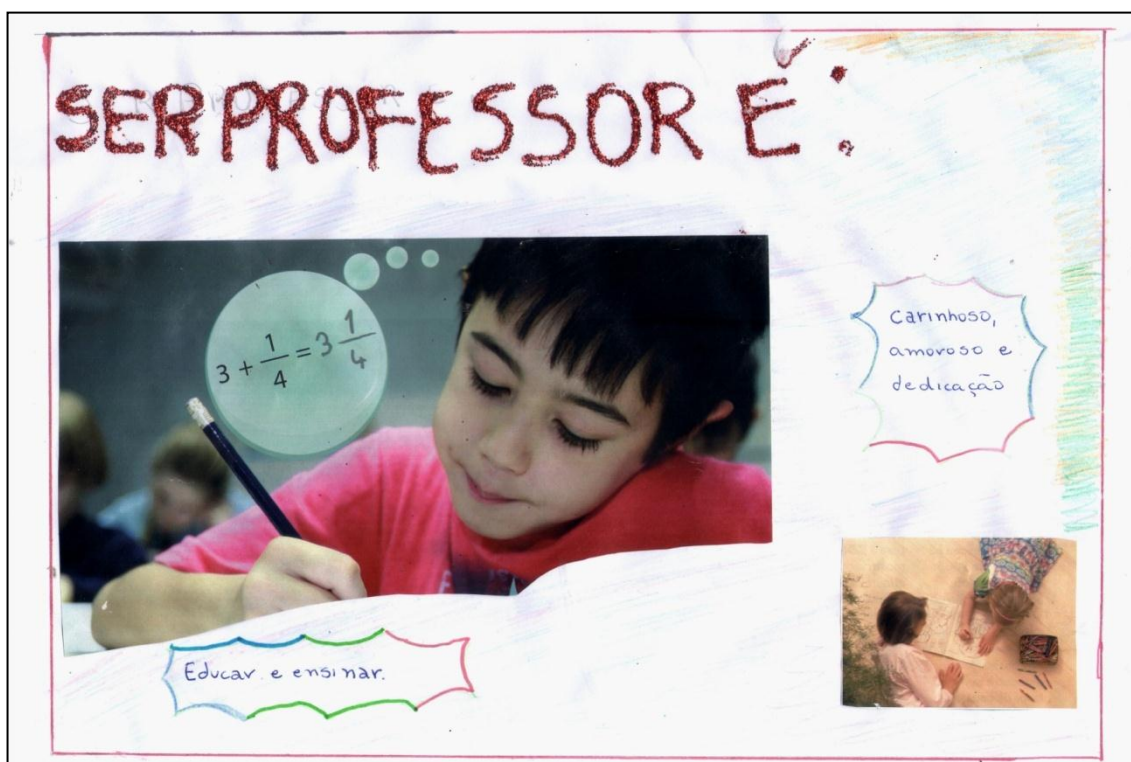 SER PROFESSOR É:
3 + 1/4 = 3 1/4
carinhoso,
amoroso e
dedicação
Educar e ensinar.